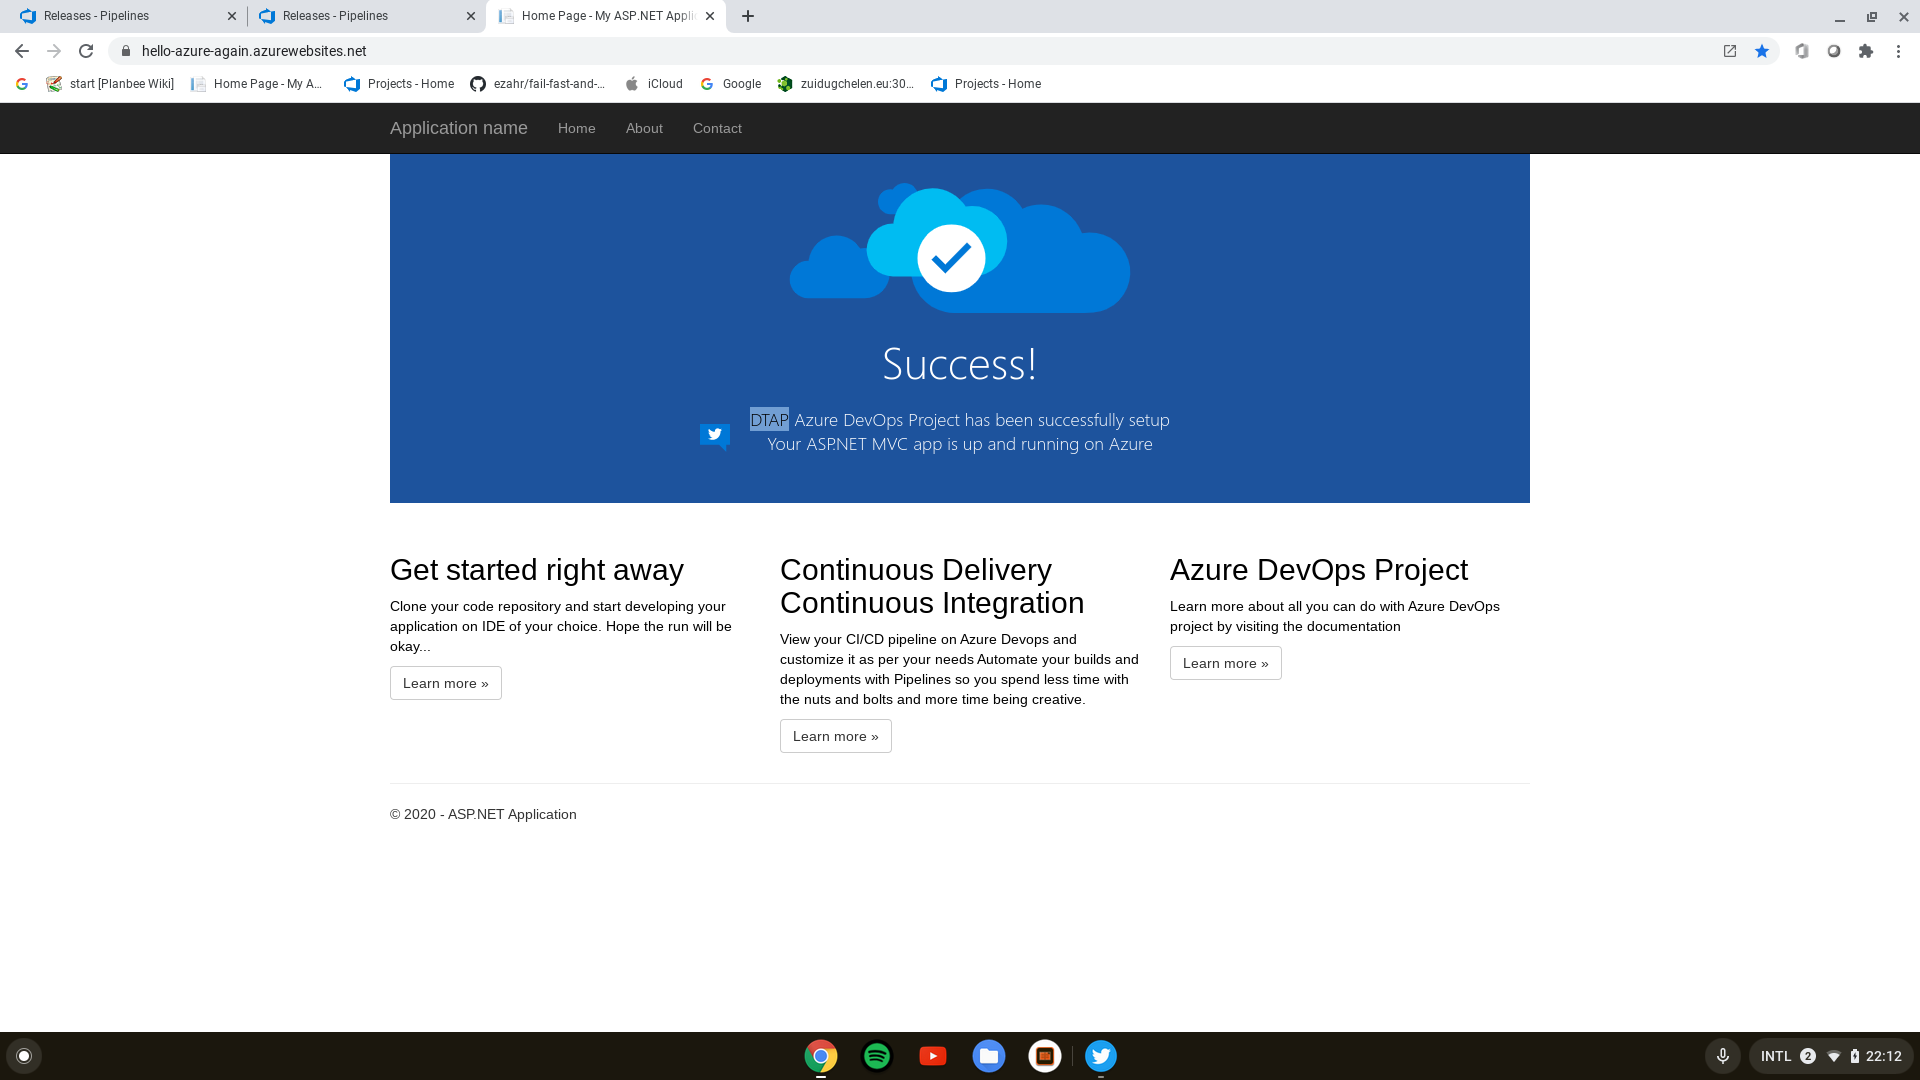 Releases - Pipelines
Releases - Pipelines
Home Page - My ASP.NET Appli
hello-azure-again.azurewebsites.net
start [Planbee Wiki]
Home Page - My A...
Projects - Home
ezahr/fail-fast-and-...
iCloud
Google
zuidugchelen.eu:30...
Projects - Home
Application name
Home
About
Contact
Success!
DTAP Azure DevOps Project has been successfully setup
Your ASP.NET MVC app is up and running on Azure
Get started right away
Clone your code repository and start developing your
application on IDE of your choice. Hope the run will be
okay...
Learn more »
Continuous Delivery
Continuous Integration
View your CI/CD pipeline on Azure Devops and
customize it as per your needs Automate your builds and
deployments with Pipelines so you spend less time with
the nuts and bolts and more time being creative.
Learn more »
Azure DevOps Project
Learn more about all you can do with Azure DevOps
project by visiting the documentation
Learn more »
© 2020 - ASP.NET Application
INTL 2 22:12